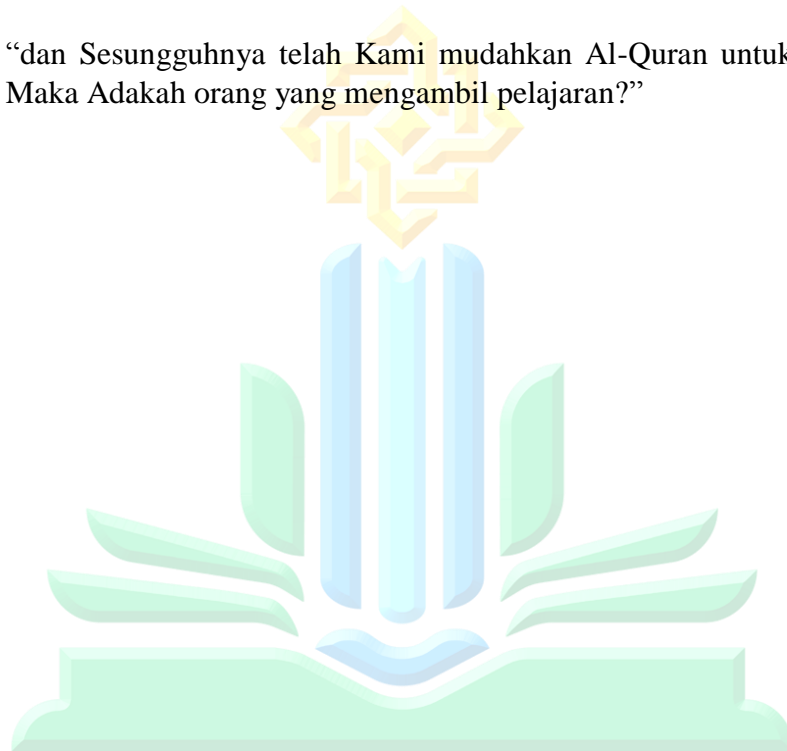 “dan Sesungguhnya telah Kami mudahkan Al-Quran untuk
Maka Adakah orang yang mengambil pelajaran?”